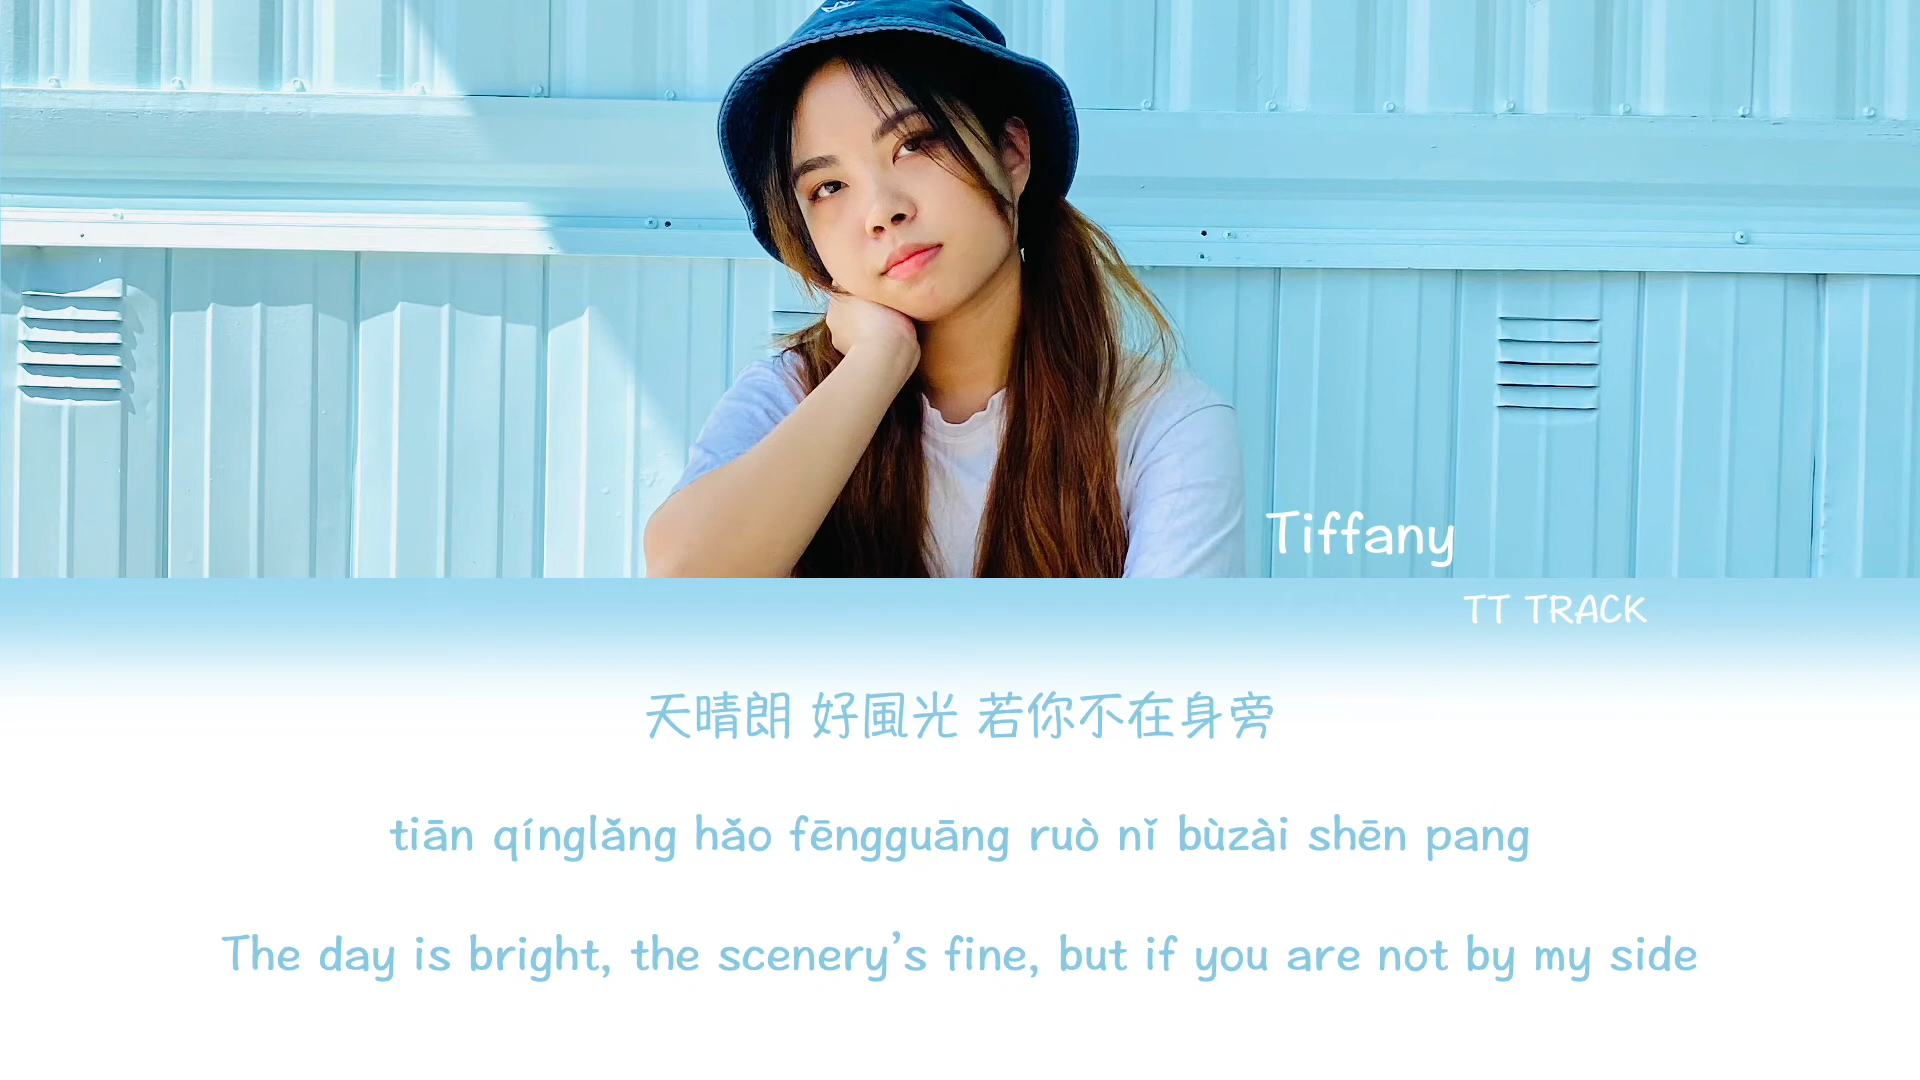 Tiffany
TT TRACK
天晴朗 好風光 若你不在身旁
tiān qínglǎng hǎo fēngguāng ruò nǐ bùzài shēn pang
The day is bright, the scenery’s fine, but if you are not by my side